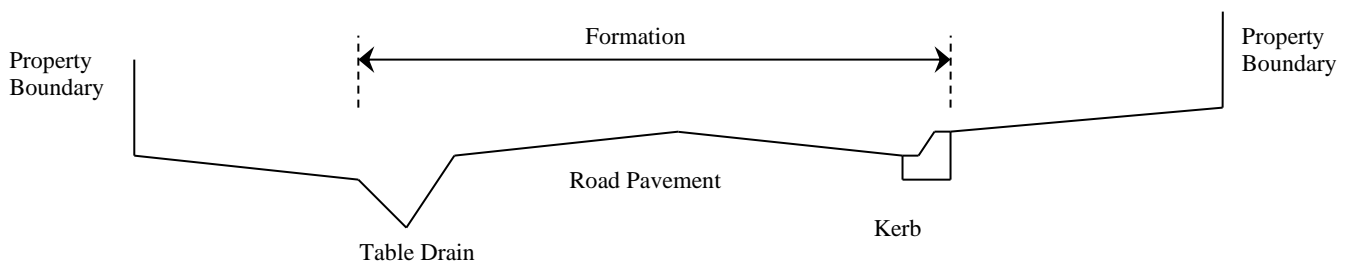 Formation
Property
Boundary
Property
Boundary
Road Pavement
Kerb
Table Drain